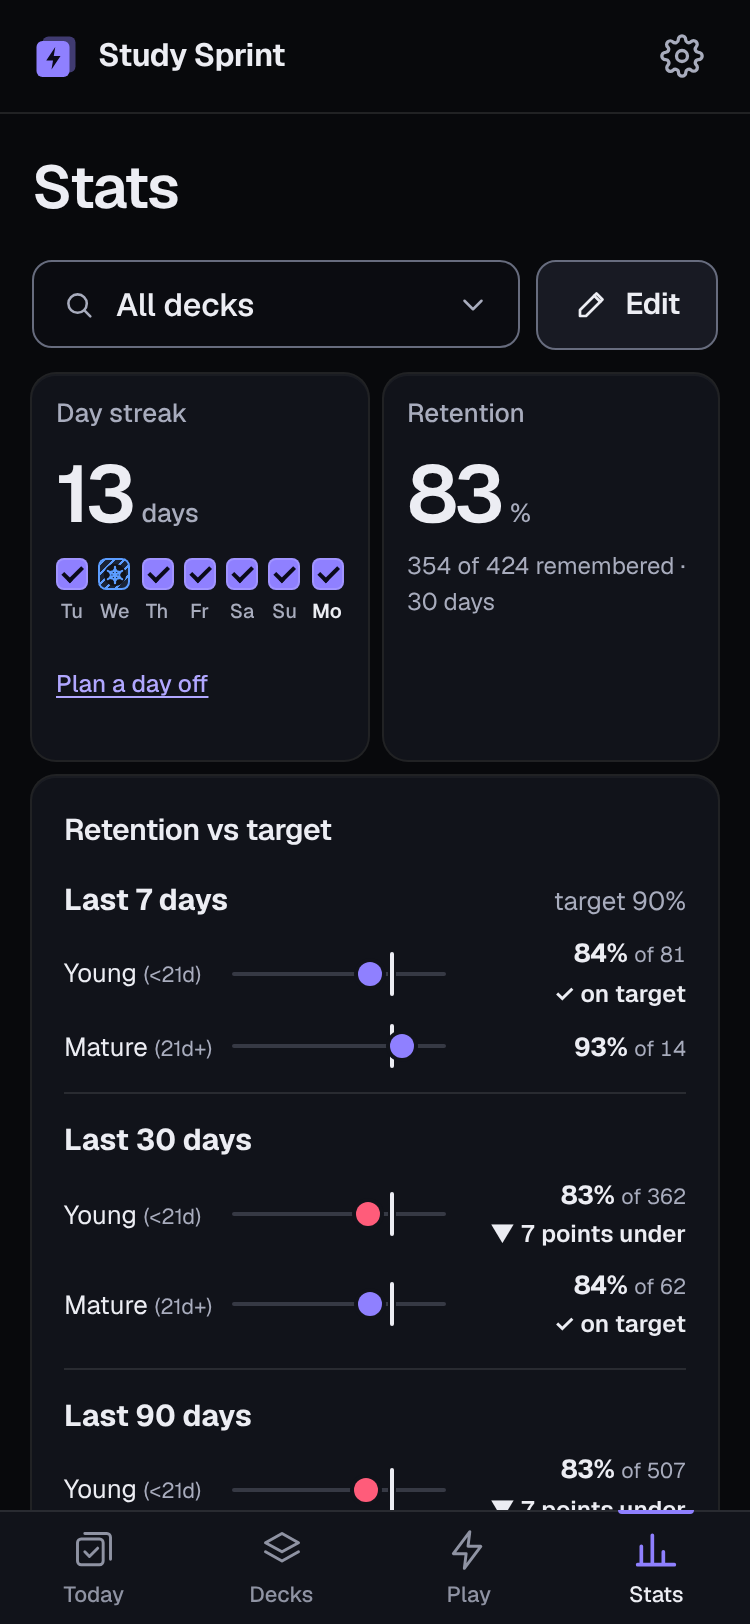 Study Sprint
Stats
All decks
Edit
Day streak
13 days
Tu We Th Fr Sa Su Mo
Plan a day off
Retention
83 %
354 of 424 remembered ·
30 days
Retention vs target
Last 7 days
target 90%
Young (<21d)
84% of 81
✓ on target
Mature (21d+)
93% of 14
Last 30 days
Young (<21d)
83% of 362
▼ 7 points under
Mature (21d+)
84% of 62
✓ on target
Last 90 days
Young (<21d)
83% of 507
▼ 7 points under
Today
Decks
Play
Stats